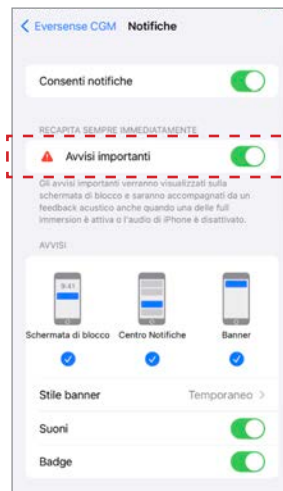 Eversense CGM Notifiche
Consenti notifiche
RECAPITA SEMPRE IMMEDIATAMENTE
Avvisi importanti
Gli avvisi importanti verranno visualizzati sulla
schermata di blocco e saranno accompagnati da un
feedback acustico anche quando una delle full
immersion è attiva o l'audio di iPhone è disattivato.
AVVISI
9:41
Schermata di blocco Centro Notifiche Banner
Stile banner Temporaneo
Suoni
Badge